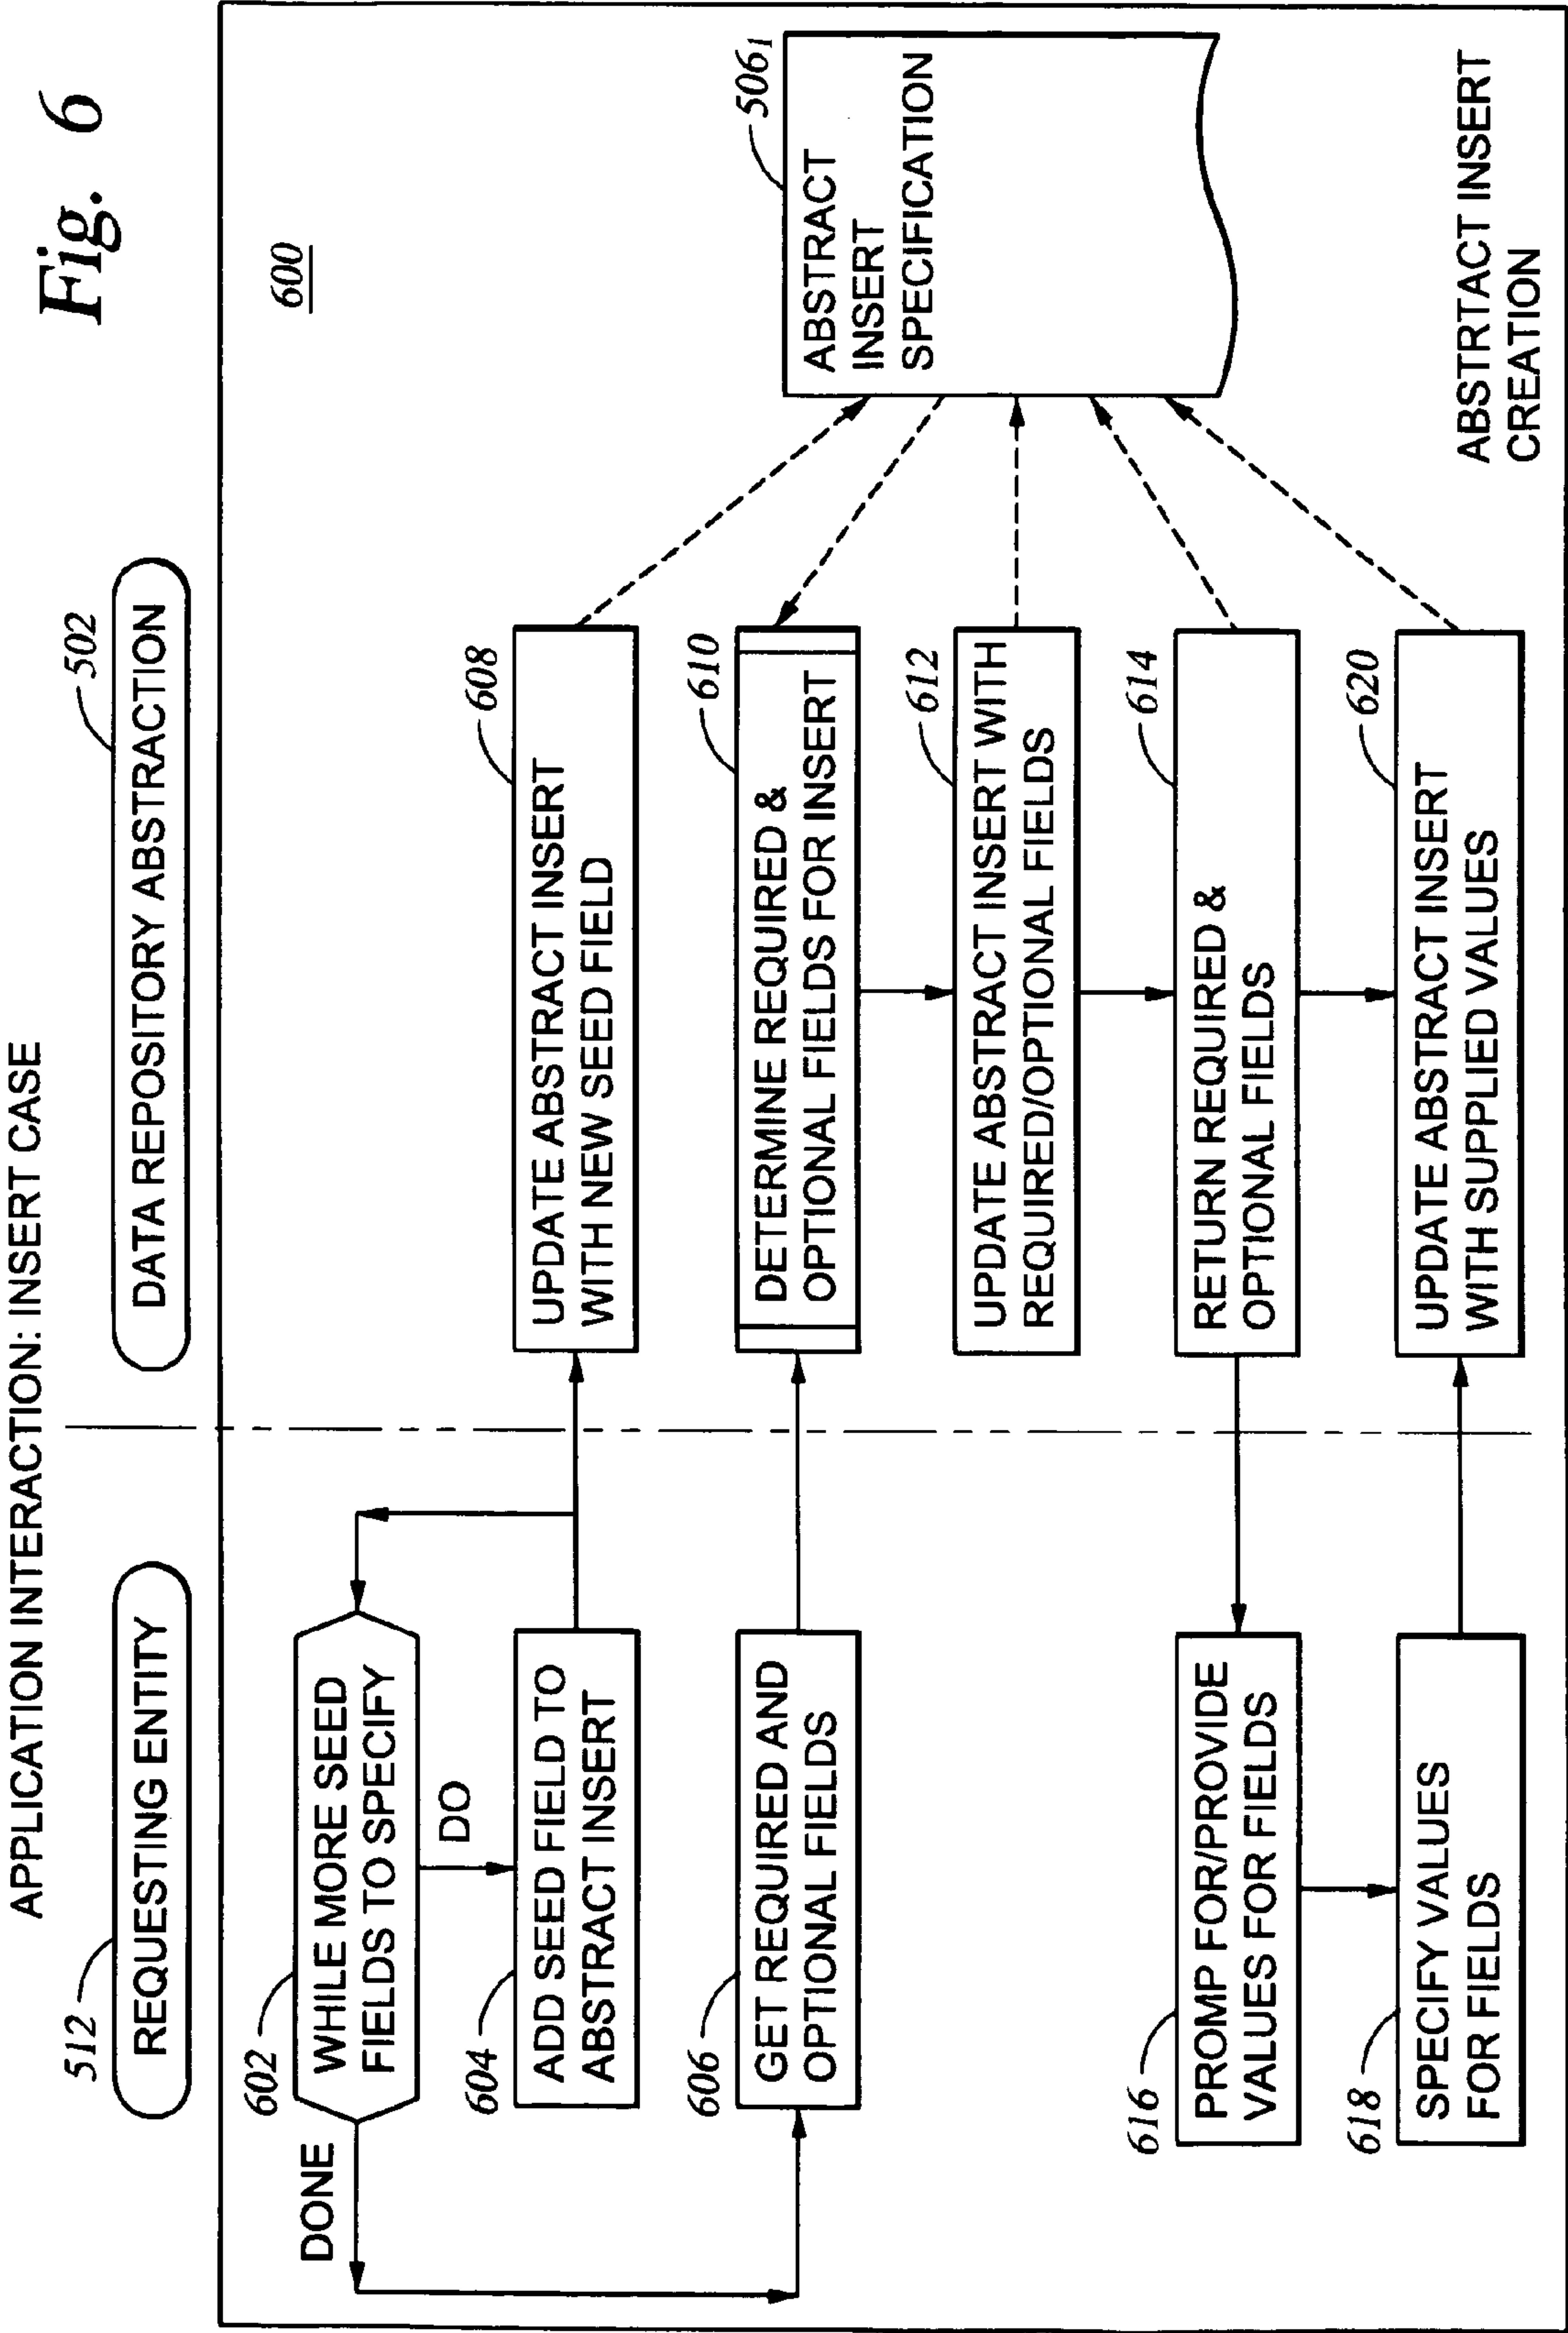 APPLICATION INTERACTION: INSERT CASE
Fig. 6
512
REQUESTING ENTITY
502
DATA REPOSITORY ABSTRACTION
600
602
WHILE MORE SEED
FIELDS TO SPECIFY
DONE
DO
604
ADD SEED FIELD TO
ABSTRACT INSERT
608
UPDATE ABSTRACT INSERT
WITH NEW SEED FIELD
606
GET REQUIRED AND
OPTIONAL FIELDS
610
DETERMINE REQUIRED &
OPTIONAL FIELDS FOR INSERT
612
UPDATE ABSTRACT INSERT WITH
REQUIRED/OPTIONAL FIELDS
614
RETURN REQUIRED &
OPTIONAL FIELDS
616
PROMP FOR/PROVIDE
VALUES FOR FIELDS
618
SPECIFY VALUES
FOR FIELDS
620
UPDATE ABSTRACT INSERT
WITH SUPPLIED VALUES
506₁
ABSTRACT
INSERT
SPECIFICATION
ABSTRTACT INSERT
CREATION